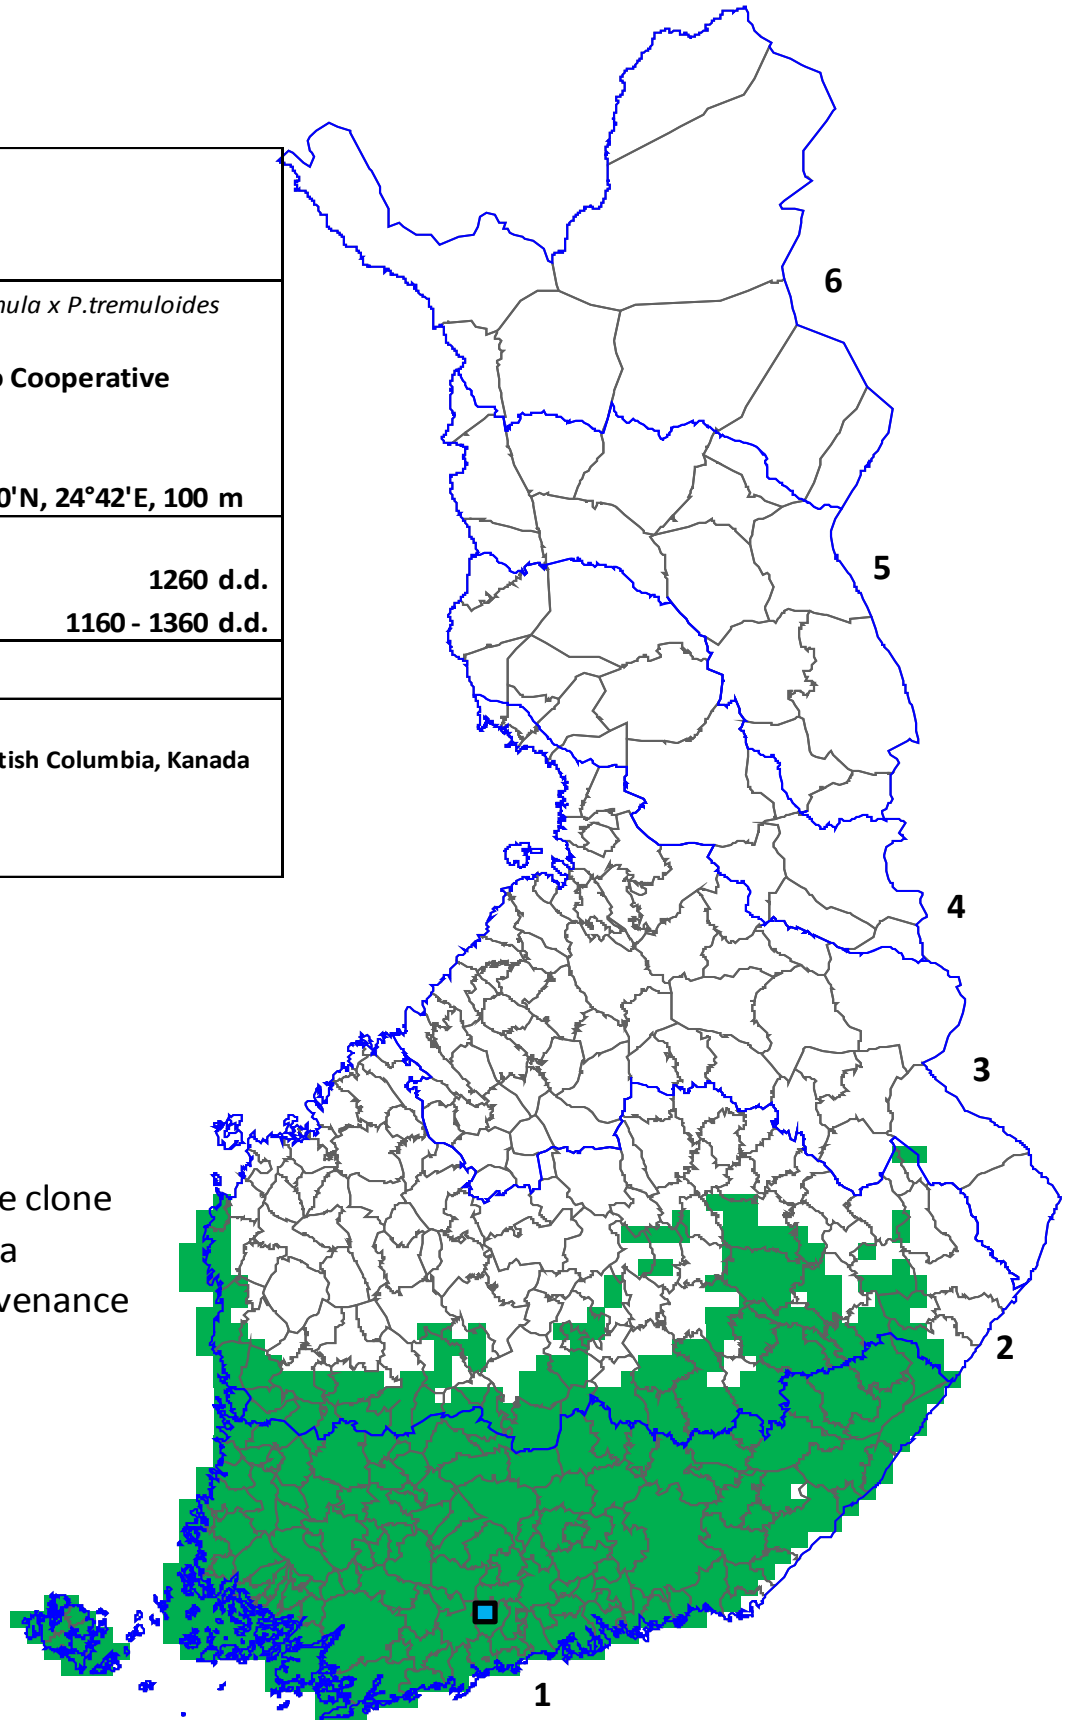 nula x P.tremuloides
o Cooperative
0'N, 24°42'E, 100 m
1260 d.d.
1160 - 1360 d.d.
tish Columbia, Kanada
6
5
4
3
e clone
a
venance
2
1